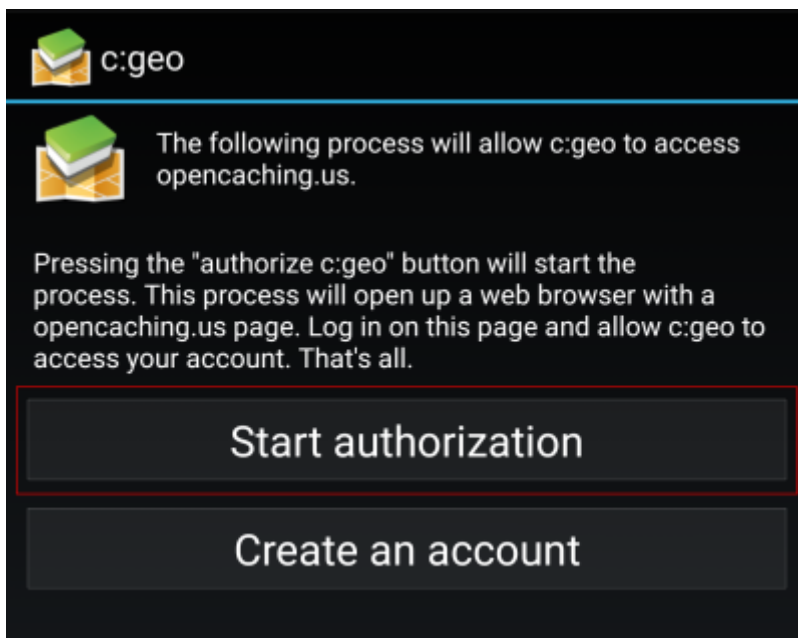 c:geo
The following process will allow c:geo to access
opencaching.us.
Pressing the "authorize c:geo" button will start the
process. This process will open up a web browser with a
opencaching.us page. Log in on this page and allow c:geo to
access your account. That's all.
Start authorization
Create an account